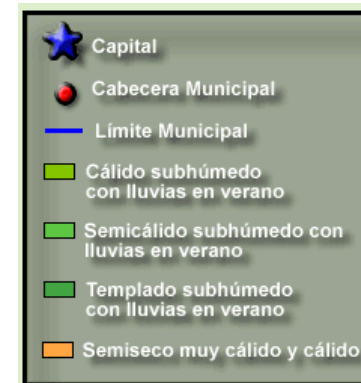 Capital
Cabecera Municipal
Límite Municipal
Cálido subhúmedo
con lluvias en verano
Semicálido subhúmedo con
lluvias en verano
Templado subhúmedo
con lluvias en verano
Semiseco muy cálido y cálido